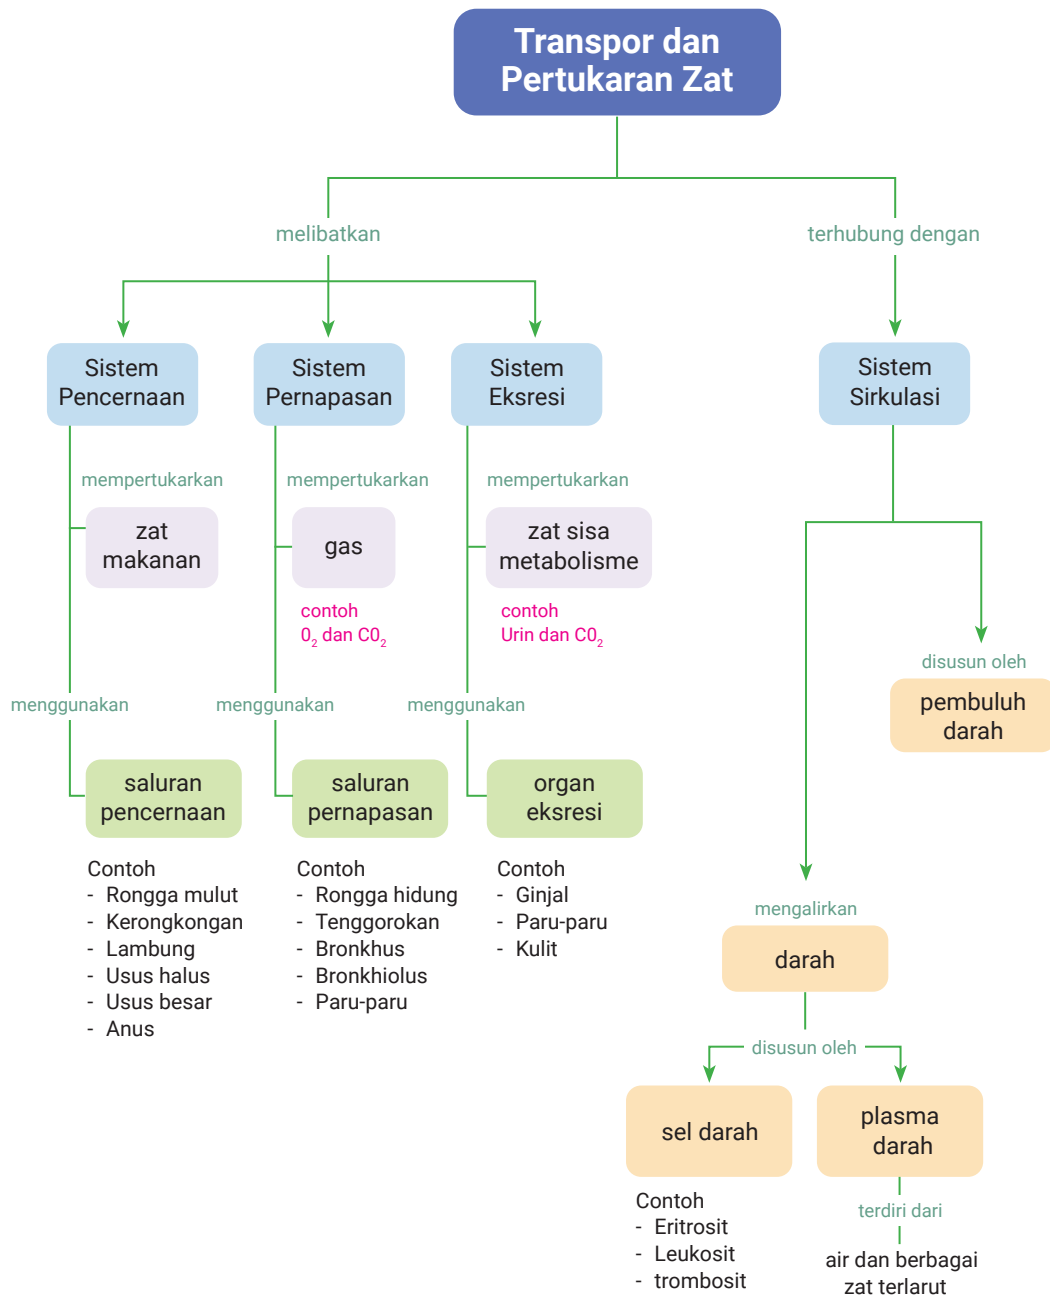 Transpor dan
Pertukaran Zat
melibatkan
terhubung dengan
Sistem
Pencernaan
Sistem
Pernapasan
Sistem
Eksresi
Sistem
Sirkulasi
mempertukarkan
zat
makanan
mempertukarkan
gas
contoh
0₂ dan C0₂
mempertukarkan
zat sisa
metabolisme
contoh
Urin dan C0₂
menggunakan
saluran
pencernaan
Contoh
- Rongga mulut
- Kerongkongan
- Lambung
- Usus halus
- Usus besar
- Anus
menggunakan
saluran
pernapasan
Contoh
- Rongga hidung
- Tenggorokan
- Bronkhus
- Bronkhiolus
- Paru-paru
menggunakan
organ
eksresi
Contoh
- Ginjal
- Paru-paru
- Kulit
disusun oleh
pembuluh
darah
mengalirkan
darah
disusun oleh
sel darah
Contoh
- Eritrosit
- Leukosit
- trombosit
plasma
darah
terdiri dari
air dan berbagai
zat terlarut